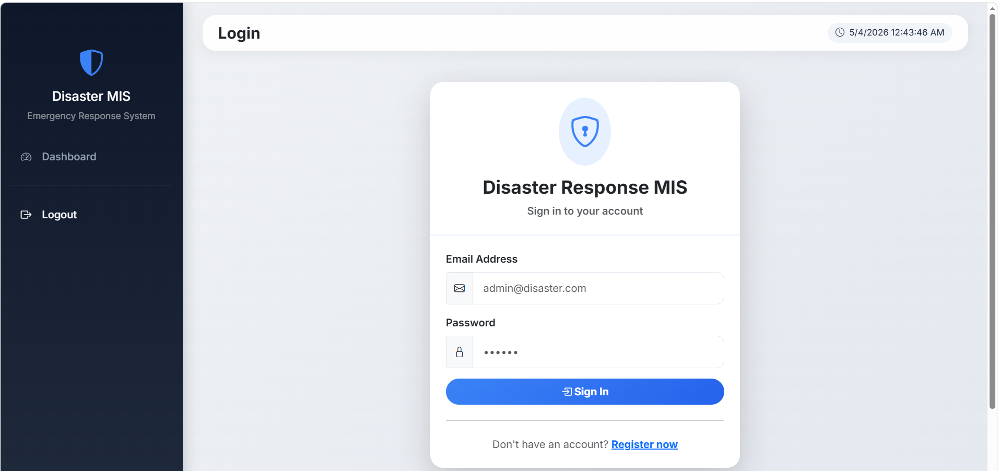 Disaster MIS
Emergency Response System
Dashboard
Logout
Login
5/4/2026 12:43:46 AM
Disaster Response MIS
Sign in to your account
Email Address
admin@disaster.com
Password
••••••
Sign In
Don't have an account? Register now